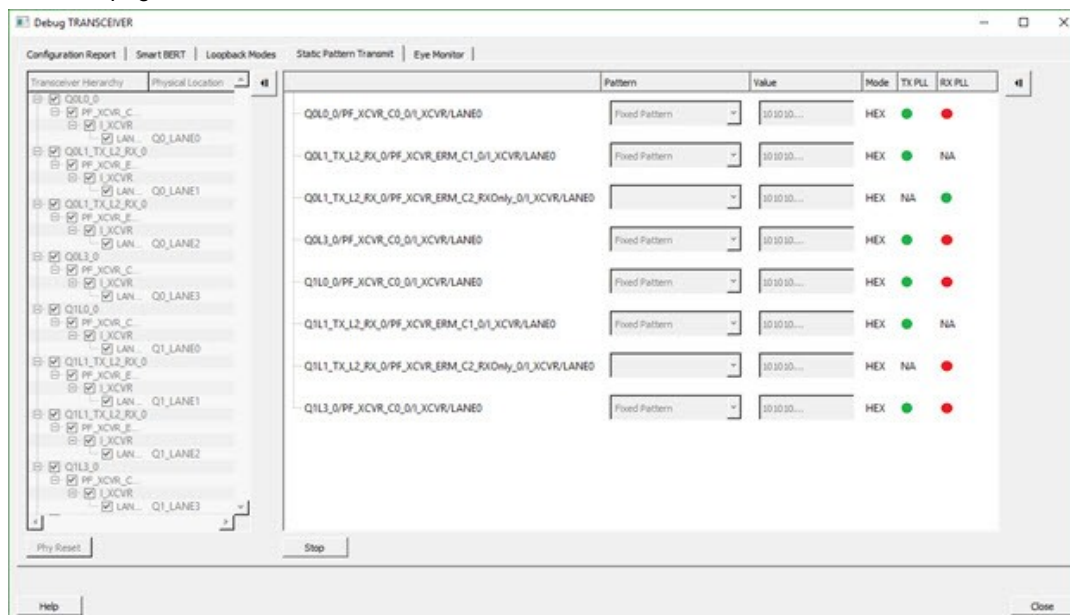 Debug TRANSCEIVER
Configuration Report Smart BERT Loopback Modes Static Pattern Transmit Eye Monitor
Transceiver Hierarchy Physical Location
Q0L0_0
PF_XCVR_C...
I_XCVR
LAN... Q0_LANE0
Q0L1_TX_L2_RX_0
PF_XCVR_E...
I_XCVR
LAN... Q0_LANE1
Q0L1_TX_L2_RX_0
PF_XCVR_E...
I_XCVR
LAN... Q0_LANE2
Q0L3_0
PF_XCVR_C...
I_XCVR
LAN... Q0_LANE3
Q1L0_0
PF_XCVR_C...
I_XCVR
LAN... Q1_LANE0
Q1L1_TX_L2_RX_0
PF_XCVR_E...
I_XCVR
LAN... Q1_LANE1
Q1L1_TX_L2_RX_0
PF_XCVR_E...
I_XCVR
LAN... Q1_LANE2
Q1L3_0
PF_XCVR_C...
I_XCVR
LAN... Q1_LANE3
Phy Reset
Pattern Value Mode TX PLL RX PLL
Q0L0_0/PF_XCVR_C0_0/I_XCVR/LANE0 Fixed Pattern 101010.... HEX
Q0L1_TX_L2_RX_0/PF_XCVR_ERM_C1_0/I_XCVR/LANE0 Fixed Pattern 101010.... HEX NA
Q0L1_TX_L2_RX_0/PF_XCVR_ERM_C2_RXOnly_0/I_XCVR/LANE0 101010.... HEX NA
Q0L3_0/PF_XCVR_C0_0/I_XCVR/LANE0 Fixed Pattern 101010.... HEX
Q1L0_0/PF_XCVR_C0_0/I_XCVR/LANE0 Fixed Pattern 101010.... HEX
Q1L1_TX_L2_RX_0/PF_XCVR_ERM_C1_0/I_XCVR/LANE0 Fixed Pattern 101010.... HEX NA
Q1L1_TX_L2_RX_0/PF_XCVR_ERM_C2_RXOnly_0/I_XCVR/LANE0 101010.... HEX NA
Q1L3_0/PF_XCVR_C0_0/I_XCVR/LANE0 Fixed Pattern 101010.... HEX
Stop
Help Close